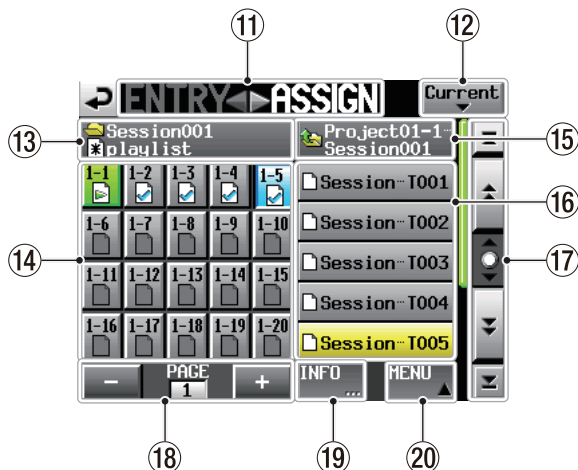 ⑪ ⑫
ENTRY ASSIGN
Current
⑬
Session001
playlist
Project01-1…
Session001
⑮
1-1 1-2 1-3 1-4 1-5
Session…T001
⑯
1-6 1-7 1-8 1-9 1-10
Session…T002
⑭
1-11 1-12 1-13 1-14 1-15
Session…T003
⑰
Session…T004
1-16 1-17 1-18 1-19 1-20
Session…T005
- PAGE +
1
INFO
...
MENU
⑱ ⑲ ⑳